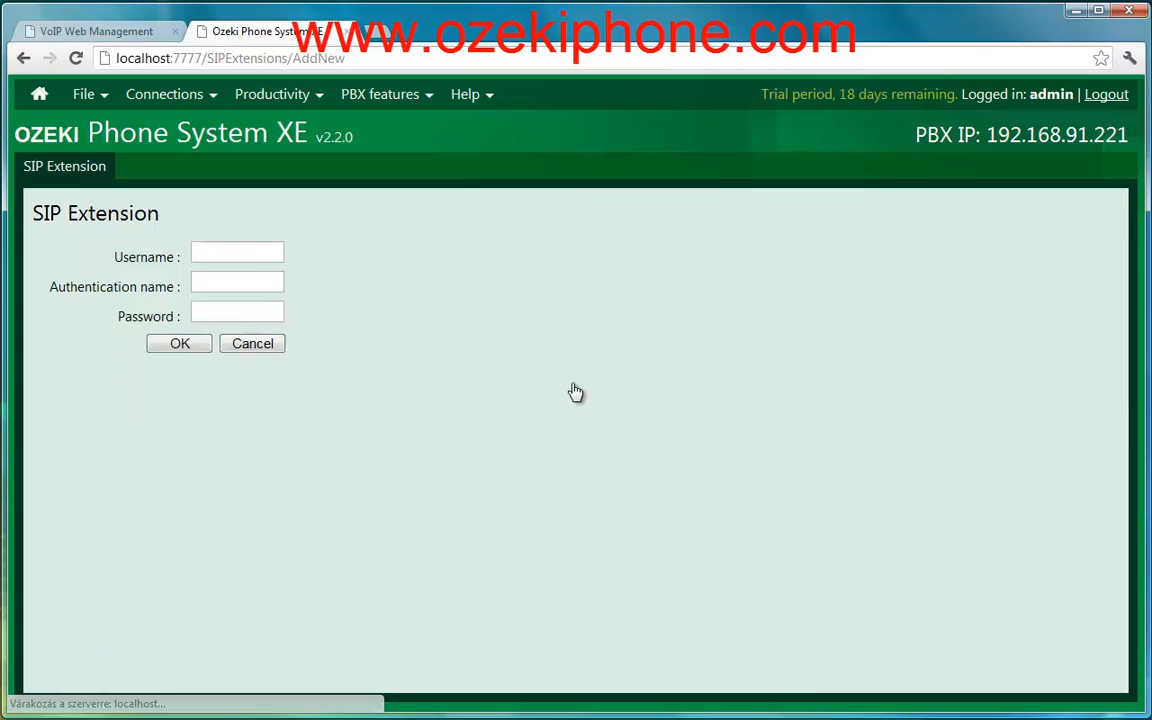 VoIP Web Management
Ozeki Phone System XE
www.ozekiphone.com
localhost:7777/SIPExtensions/AddNew
File Connections Productivity PBX features Help Trial period, 18 days remaining. Logged in: admin | Logout
OZEKI Phone System XE v2.2.0 PBX IP: 192.168.91.221
SIP Extension
SIP Extension
Username :
Authentication name :
Password :
OK Cancel
Várakozás a szerverre: localhost...